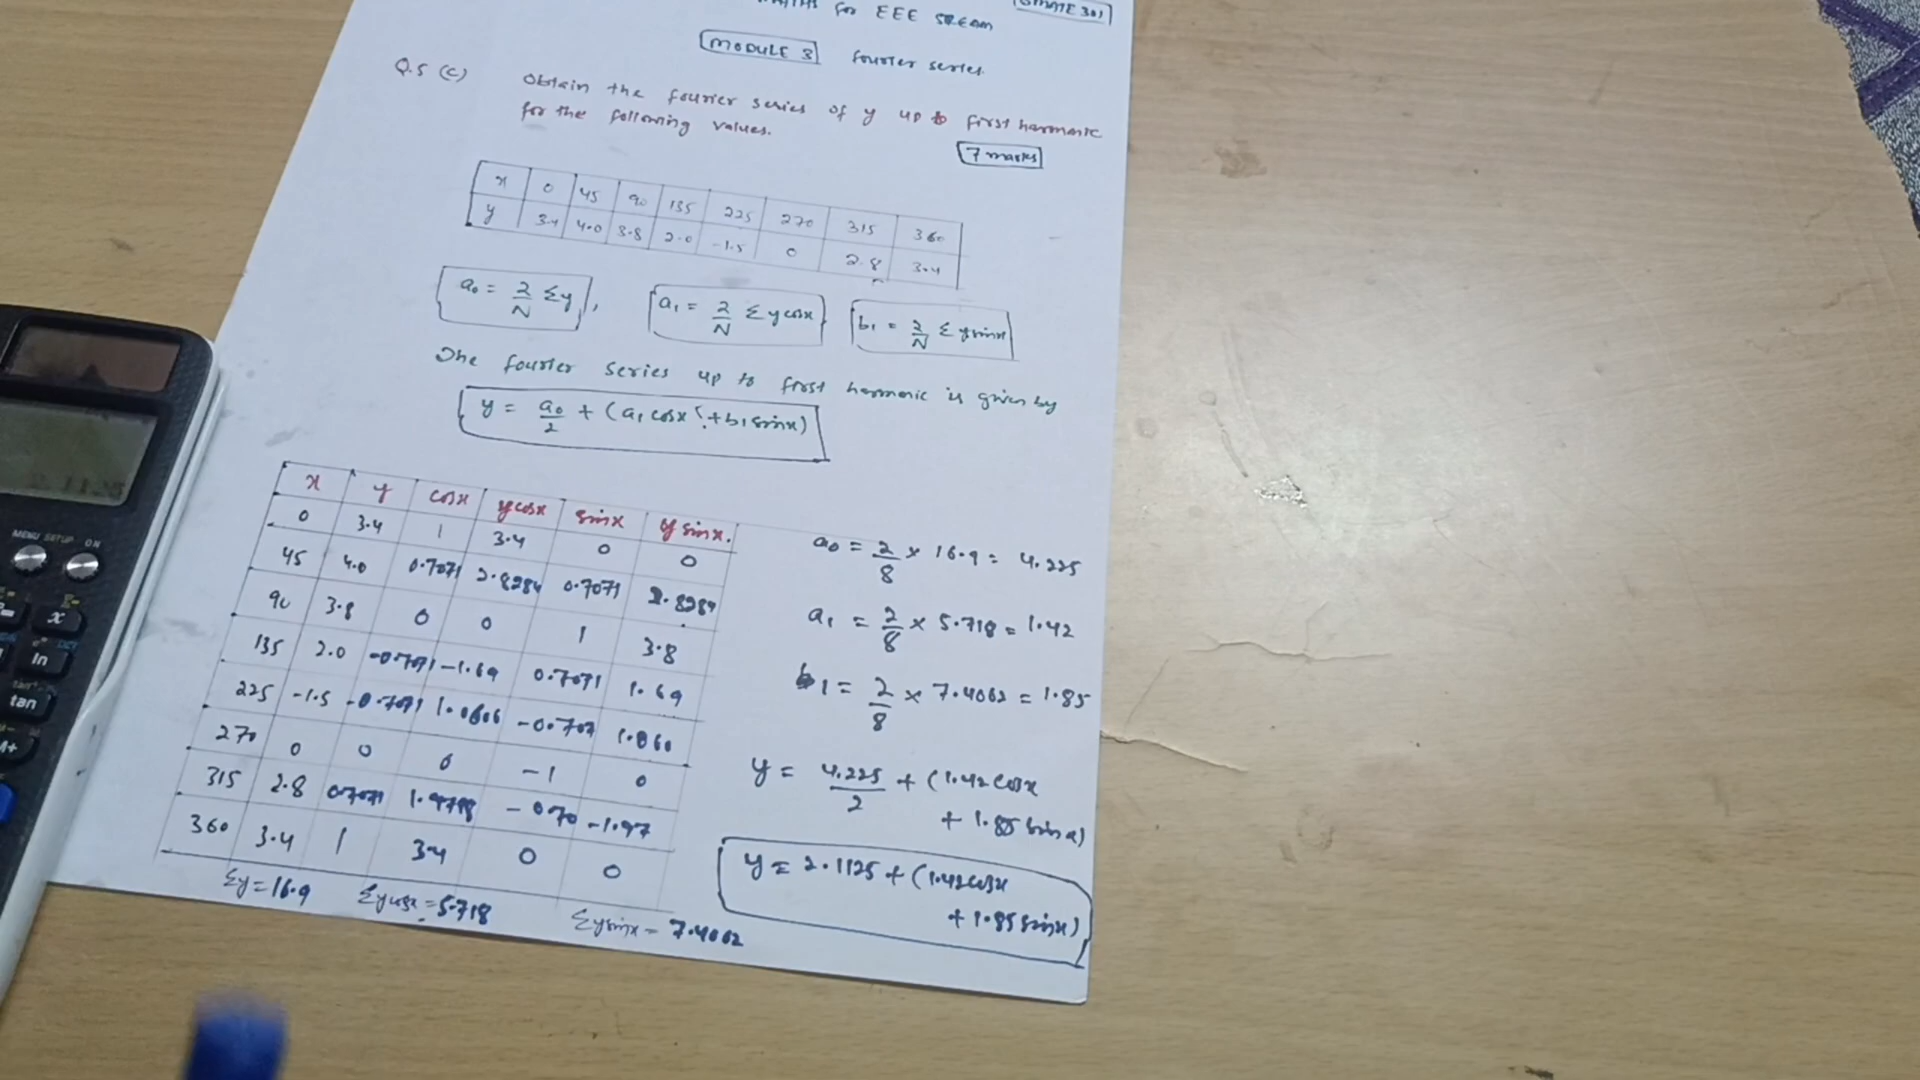 for EEE STREAM
MODULE 3 fourier series.
Q.5 (c) Obtain the fourier series of y up to first harmonic
for the following values.
7 marks
x 0 45 90 135 225 270 315 360
y 3.4 4.0 3.8 2.0 -1.5 0 2.8 3.4
a0 = 2/N Σy, a1 = 2/N Σycosx b1 = 2/N Σysinx
The fourier series up to first harmonic is given by
y = a0/2 + (a1 cosx + b1 sinx)
x y cosx ycosx sinx y sinx.
0 3.4 1 3.4 0 0
45 4.0 0.7071 2.8284 0.7071 2.8284
90 3.8 0 0 1 3.8
135 2.0 -0.7071 -1.69 0.7071 1.69
225 -1.5 -0.7071 1.0606 -0.707 1.060
270 0 0 0 -1 0
315 2.8 0.7071 1.9798 -0.70 -1.97
360 3.4 1 3.4 0 0
Σy = 16.9 Σycosx = 5.718 Σysinx = 7.4062
a0 = 2/8 × 16.9 = 4.225
a1 = 2/8 × 5.718 = 1.42
b1 = 2/8 × 7.4062 = 1.85
y = 4.225/2 + (1.42 cosx
+ 1.85 sinx)
y = 2.1125 + (1.42cosx
+ 1.85 sinx)
MENU SETUP ON
x
ln
tan
M+